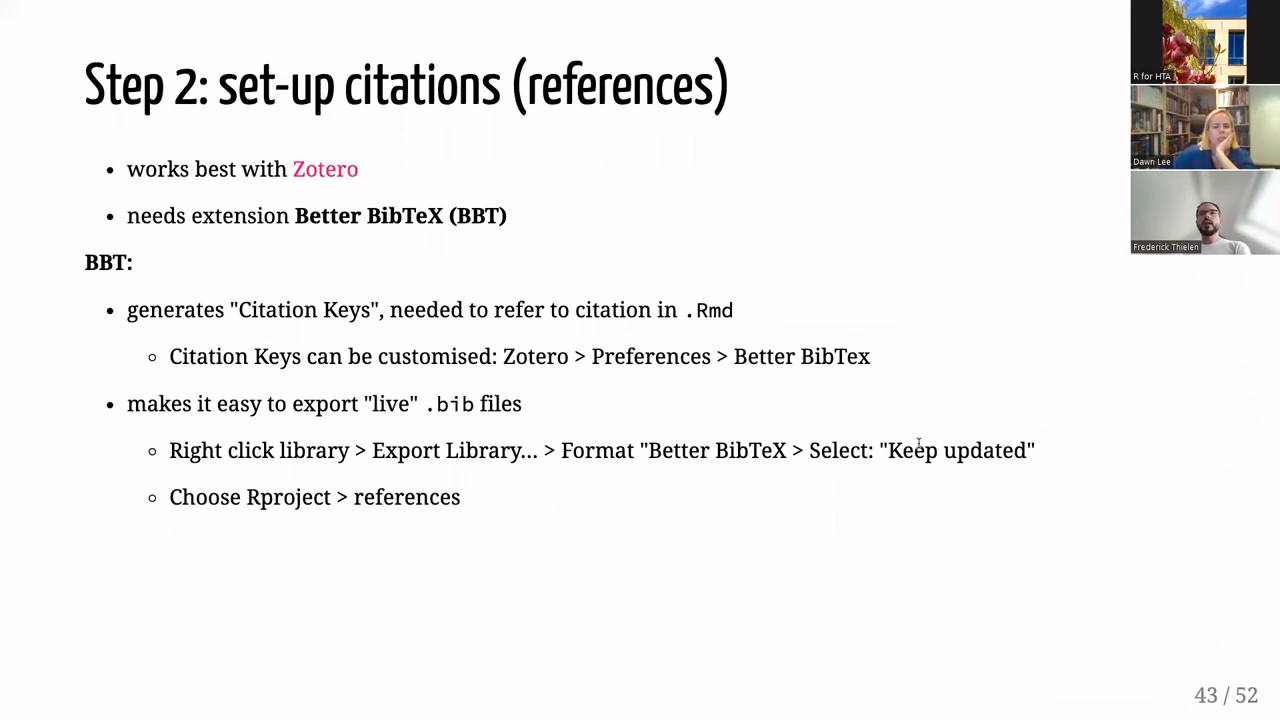 Step 2: set-up citations (references)
works best with Zotero
needs extension Better BibTeX (BBT)
BBT:
generates "Citation Keys", needed to refer to citation in .Rmd
Citation Keys can be customised: Zotero > Preferences > Better BibTex
makes it easy to export "live" .bib files
Right click library > Export Library... > Format "Better BibTeX > Select: "Keep updated"
Choose Rproject > references
R for HTA
Dawn Lee
Frederick Thielen
43 / 52